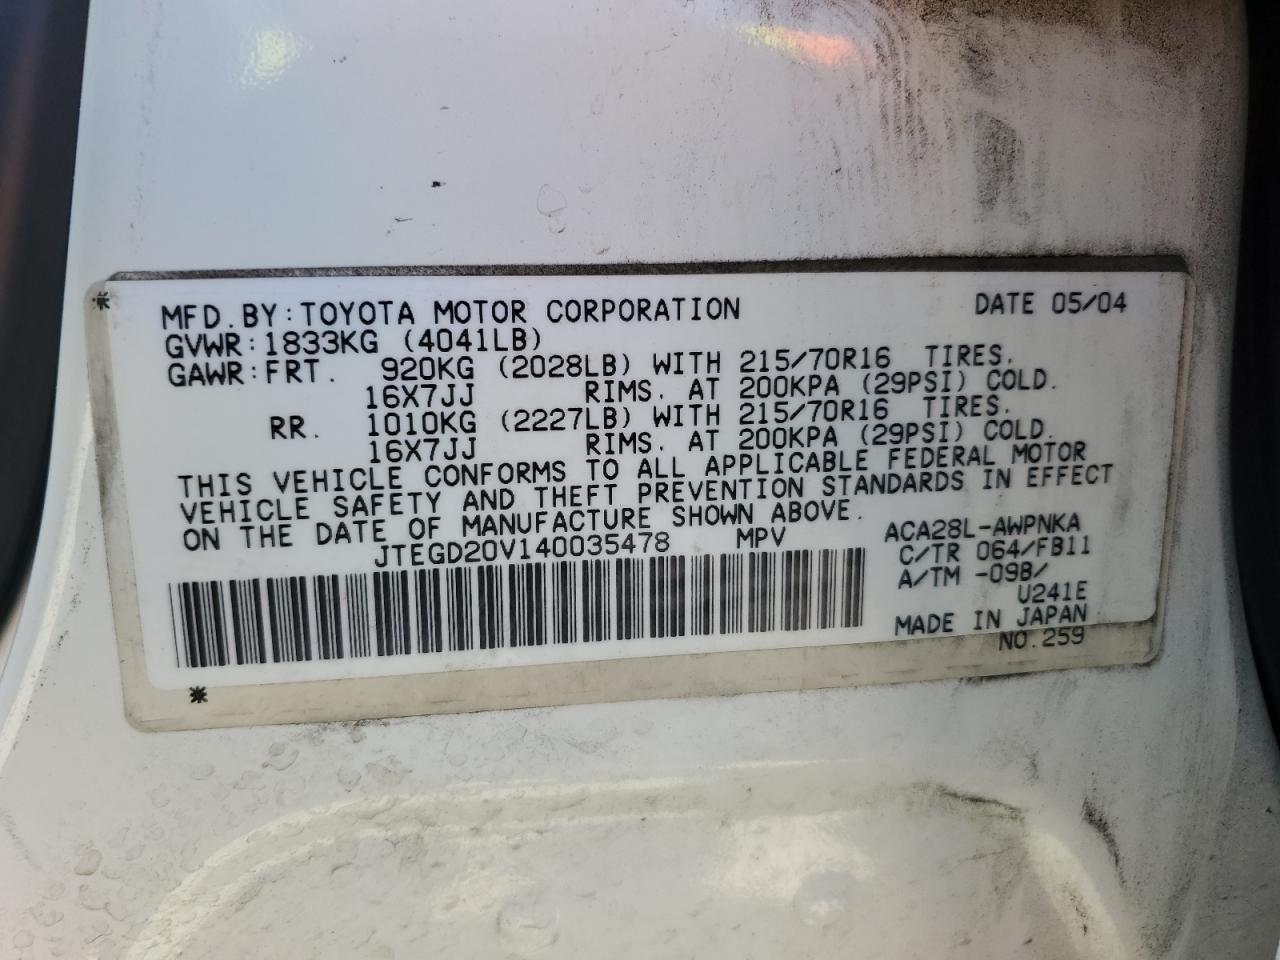 MFD. BY: TOYOTA MOTOR CORPORATION DATE 05/04
GVWR: 1833KG (4041LB)
GAWR: FRT. 920KG (2028LB) WITH 215/70R16 TIRES.
16X7JJ RIMS. AT 200KPA (29PSI) COLD.
RR. 1010KG (2227LB) WITH 215/70R16 TIRES.
16X7JJ RIMS. AT 200KPA (29PSI) COLD.
THIS VEHICLE CONFORMS TO ALL APPLICABLE FEDERAL MOTOR
VEHICLE SAFETY AND THEFT PREVENTION STANDARDS IN EFFECT
ON THE DATE OF MANUFACTURE SHOWN ABOVE.
JTEGD20V140035478 MPV
ACA28L-AWPNKA
C/TR 064/FB11
A/TM -09B/
U241E
MADE IN JAPAN
NO. 259